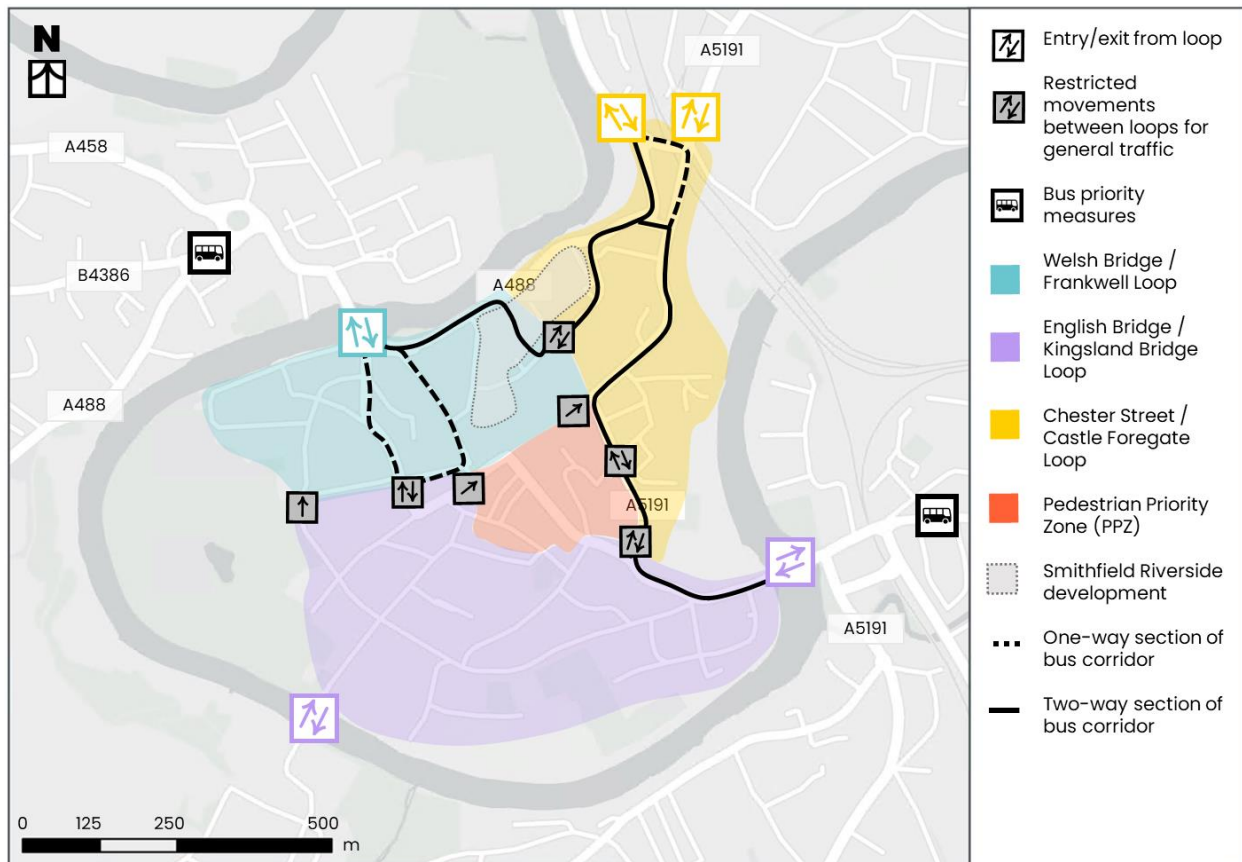 N
A5191
A458
B4386
A488
A488
A5191
A5191
0 125 250 500
m
Entry/exit from loop
Restricted
movements
between loops for
general traffic
Bus priority
measures
Welsh Bridge /
Frankwell Loop
English Bridge /
Kingsland Bridge
Loop
Chester Street /
Castle Foregate
Loop
Pedestrian Priority
Zone (PPZ)
Smithfield Riverside
development
One-way section of
bus corridor
Two-way section of
bus corridor